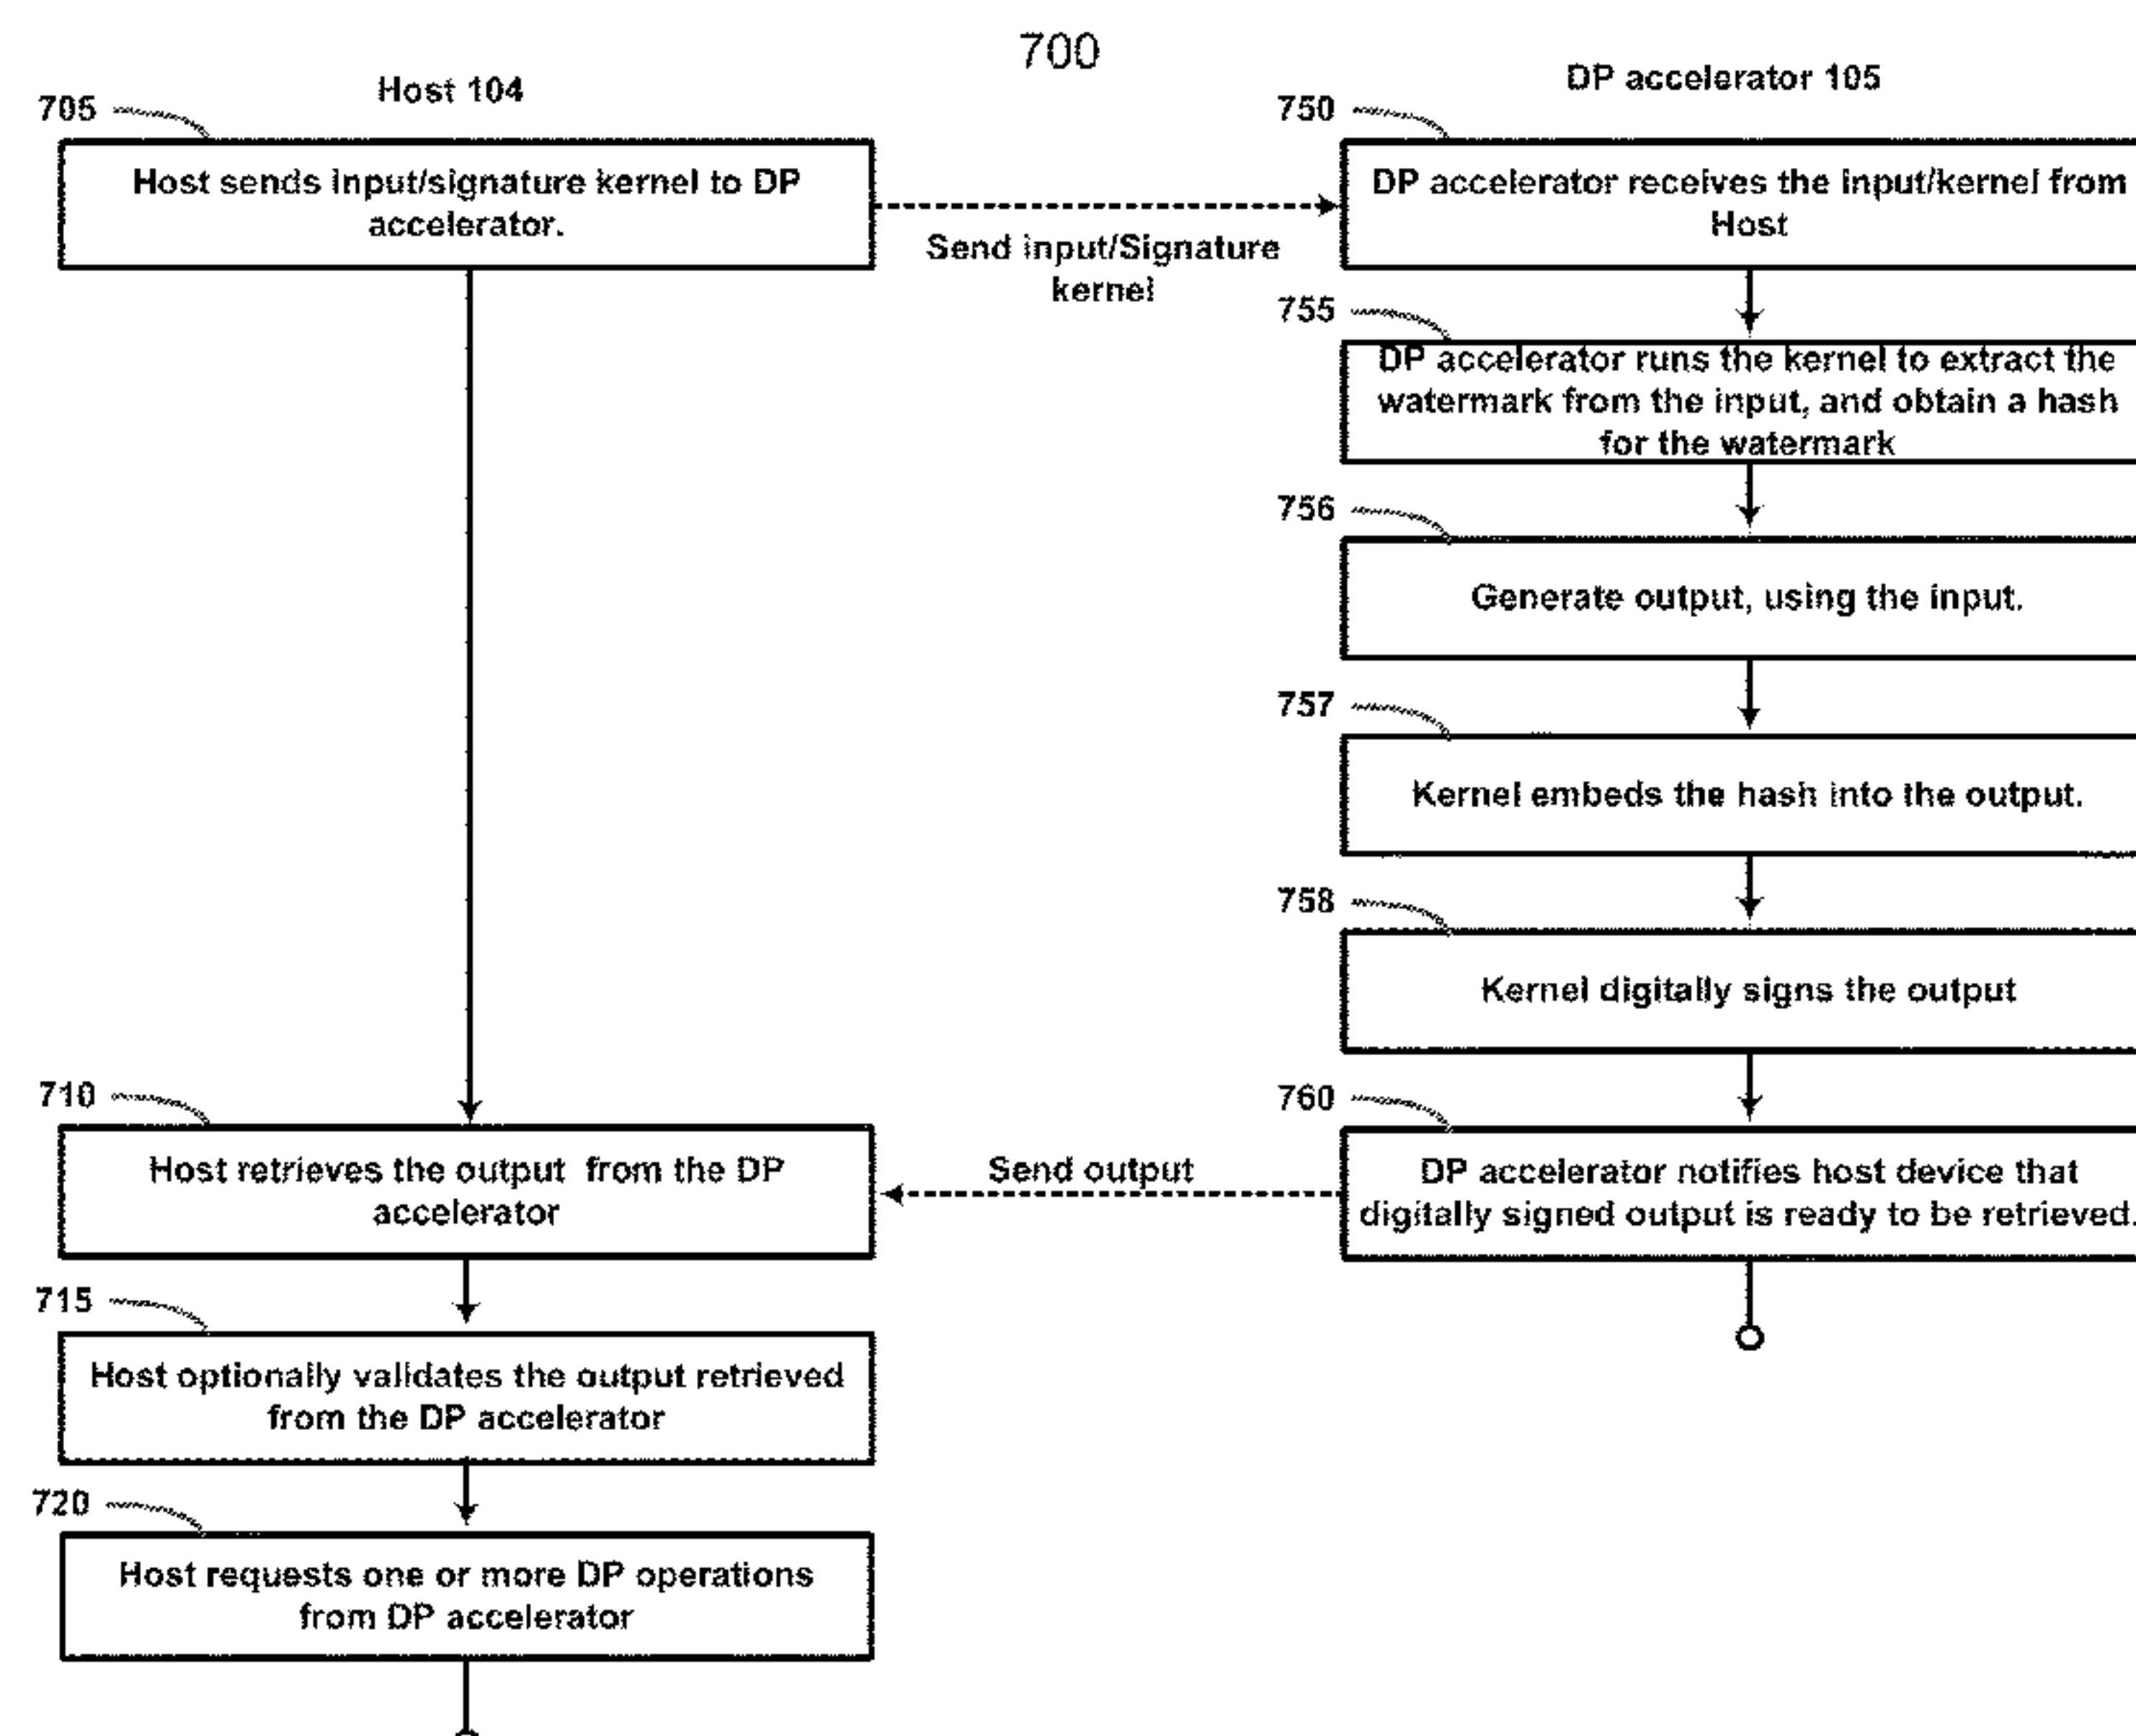 700
Host 104
705
Host sends input/signature kernel to DP
accelerator.
Send input/Signature
kernel
DP accelerator 105
750
DP accelerator receives the input/kernel from
Host
755
DP accelerator runs the kernel to extract the
watermark from the input, and obtain a hash
for the watermark
756
Generate output, using the input.
757
Kernel embeds the hash into the output.
758
Kernel digitally signs the output
760
DP accelerator notifies host device that
digitally signed output is ready to be retrieved.
Send output
710
Host retrieves the output from the DP
accelerator
715
Host optionally validates the output retrieved
from the DP accelerator
720
Host requests one or more DP operations
from DP accelerator